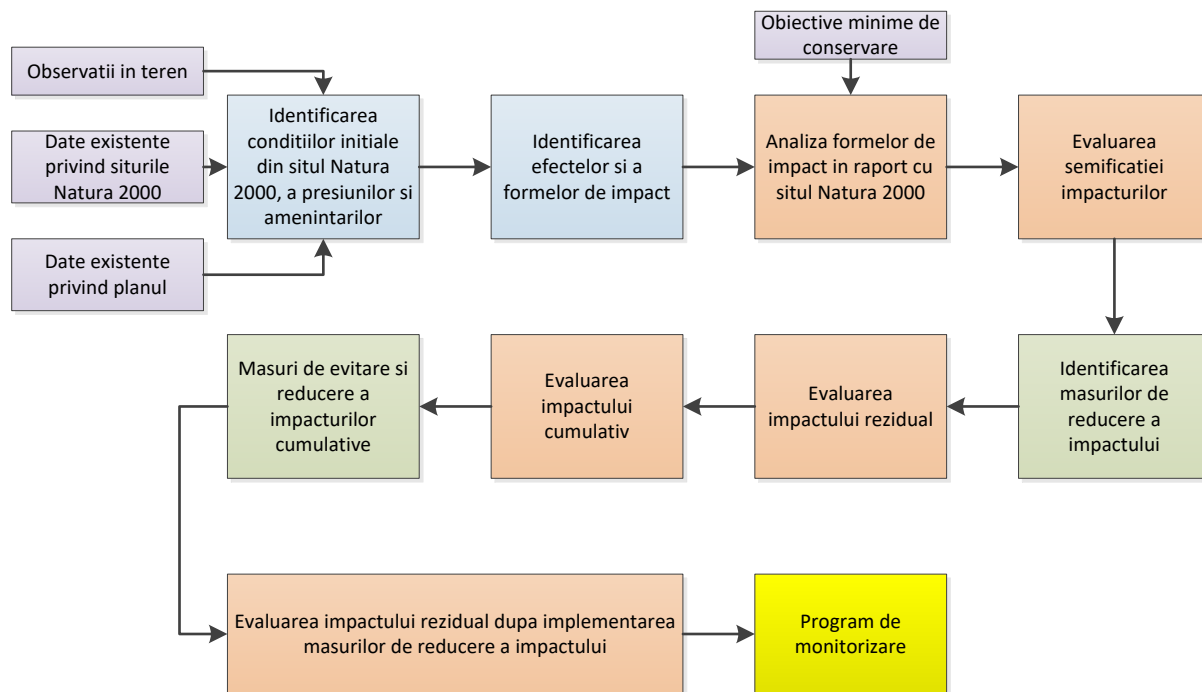 Obiective minime de
conservare
Observatii in teren
Date existente
privind siturile
Natura 2000
Date existente
privind planul
Identificarea
conditiilor initiale
din situl Natura
2000, a presiunilor si
amenintarilor
Identificarea
efectelor si a
formelor de impact
Analiza formelor de
impact in raport cu
situl Natura 2000
Evaluarea
semificatiei
impacturilor
Identificarea
masurilor de
reducere a
impactului
Evaluarea
impactului rezidual
Evaluarea
impactului
cumulativ
Masuri de evitare si
reducere a
impacturilor
cumulative
Evaluarea impactului rezidual dupa implementarea
masurilor de reducere a impactului
Program de
monitorizare